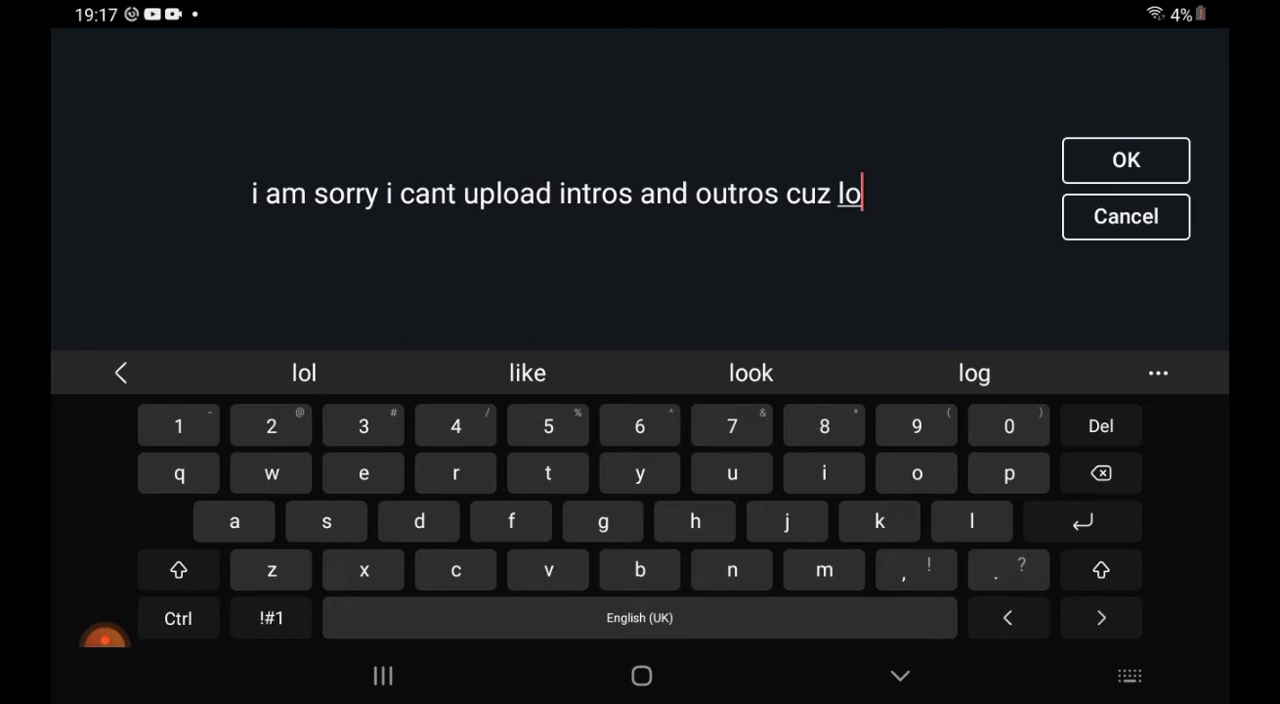 19:17 4%
i am sorry i cant upload intros and outros cuz lo
OK
Cancel
lol like look log ...
1 - 2 @ 3 # 4 / 5 % 6 ^ 7 & 8 * 9 ( 0 ) Del
q w e r t y u i o p
a s d f g h j k l
z x c v b n m , ! . ?
Ctrl !#1 English (UK) < >